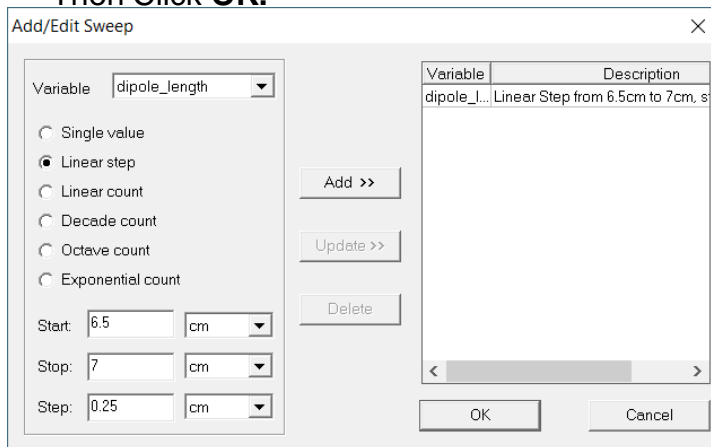 Then Click OK.
Add/Edit Sweep
Variable dipole_length
Single value
Linear step
Linear count
Decade count
Octave count
Exponential count
Start: 6.5 cm
Stop: 7 cm
Step: 0.25 cm
Add >>
Update >>
Delete
Variable Description
dipole_l... Linear Step from 6.5cm to 7cm, s
OK Cancel